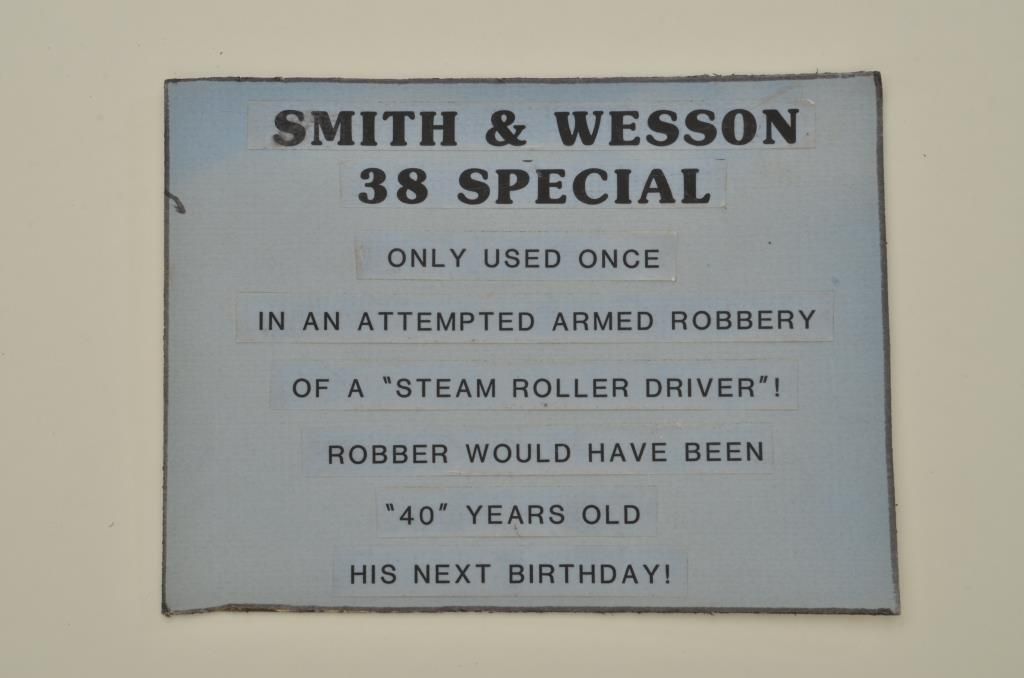 SMITH & WESSON
38 SPECIAL
ONLY USED ONCE
IN AN ATTEMPTED ARMED ROBBERY
OF A "STEAM ROLLER DRIVER"!
ROBBER WOULD HAVE BEEN
"40" YEARS OLD
HIS NEXT BIRTHDAY!